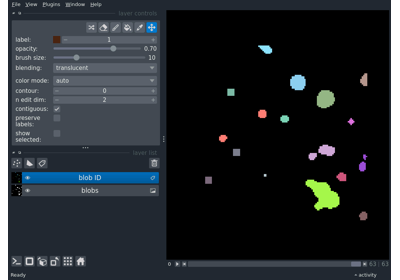 File View Plugins Window Help
layer controls
label: 1
opacity: 0.70
brush size: 10
blending: translucent
color mode: auto
contour: 0
n edit dim: 2
contiguous:
preserve
labels:
show
selected:
layer list
blob ID
blobs
0 63 63
Ready
activity